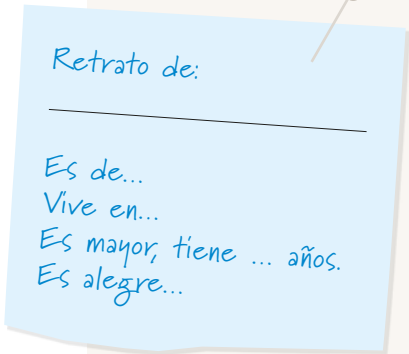 Retrato de:
Es de...
Vive en...
Es mayor, tiene ... años.
Es alegre...